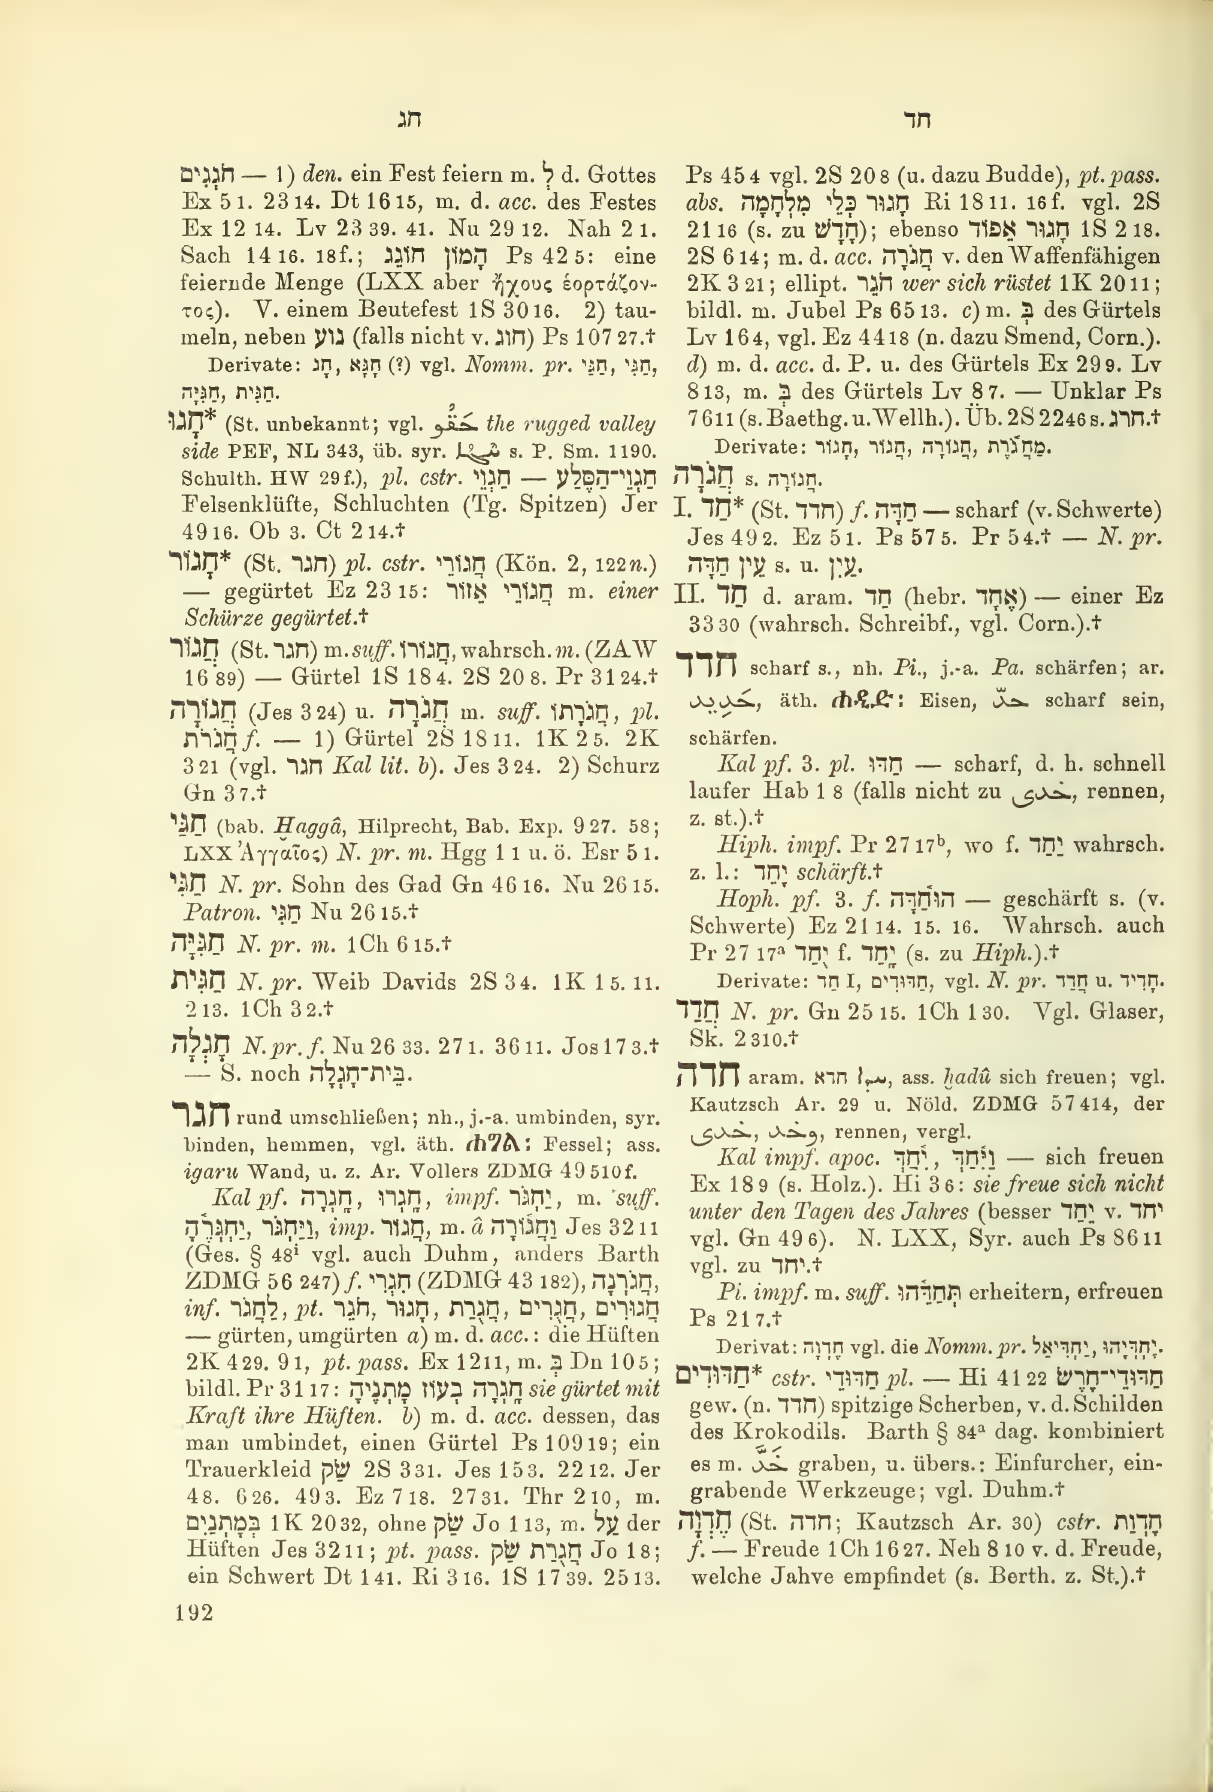 חג
חד
חֹגְגִים — 1) den. ein Fest feiern m. לְ d. Gottes
Ex 5 1. 23 14. Dt 16 15, m. d. acc. des Festes
Ex 12 14. Lv 23 39. 41. Nu 29 12. Nah 2 1.
Sach 14 16. 18f.; הָמוֹן חוֹגֵג Ps 42 5: eine
feiernde Menge (LXX aber ἤχους ἑορτάζον-
τος). V. einem Beutefest 1S 30 16. 2) tau-
meln, neben נוע (falls nicht v. חוג) Ps 107 27.†
Derivate: חַג, חָגָּא (?) vgl. Nomm. pr. חַגַּי, חַגִּי,
חַגִּית, חַגִּיָּה.
חָגוּ* (St. unbekannt; vgl. the rugged valley
side PEF, NL 343, üb. syr. s. P. Sm. 1190.
Schulth. HW 29 f.), pl. cstr. חַגְוֵי — חַגְוֵי־הַסֶּלַע
Felsenklüfte, Schluchten (Tg. Spitzen) Jer
49 16. Ob 3. Ct 2 14.†
חָגוֹר* (St. חגר) pl. cstr. חֲגוֹרֵי (Kön. 2, 122 n.)
— gegürtet Ez 23 15: חֲגוֹרֵי אֵזוֹר m. einer
Schürze gegürtet.†
חֲגוֹר (St. חגר) m. suff. חֲגוֹרוֹ, wahrsch. m. (ZAW
16 89) — Gürtel 1S 18 4. 2S 20 8. Pr 31 24.†
חֲגוֹרָה (Jes 3 24) u. חֲגֹרָה m. suff. חֲגֹרָתוֹ, pl.
חֲגֹרֹת f. — 1) Gürtel 2S 18 11. 1K 2 5. 2K
3 21 (vgl. חגר Kal lit. b). Jes 3 24. 2) Schurz
Gn 3 7.†
חַגַּי (bab. Ḫaggâ, Hilprecht, Bab. Exp. 9 27. 58;
LXX Ἀγγαῖος) N. pr. m. Hgg 1 1 u. ö. Esr 5 1.
חַגִּי N. pr. Sohn des Gad Gn 46 16. Nu 26 15.
Patron. חַגִּי Nu 26 15.†
חַגִּיָּה N. pr. m. 1Ch 6 15.†
חַגִּית N. pr. Weib Davids 2S 3 4. 1K 1 5. 11.
2 13. 1Ch 3 2.†
חָגְלָה N. pr. f. Nu 26 33. 27 1. 36 11. Jos 17 3.†
— S. noch בֵּית־חָגְלָה.
חגר rund umschließen; nh., j.-a. umbinden, syr.
binden, hemmen, vgl. äth. ሐገለ፡ Fessel; ass.
igaru Wand, u. z. Ar. Vollers ZDMG 49 510 f.
Kal pf. חָגְרָה, חָגְרוּ, impf. יַחְגֹּר, m. suff.
יַחְגְּרֶהָ, וַיַּחְגֹּר, imp. חֲגוֹר, m. â וַחֲגוֹרָה Jes 32 11
(Ges. § 48i vgl. auch Duhm, anders Barth
ZDMG 56 247) f. חִגְרִי (ZDMG 43 182), חֲגֹרְנָה,
inf. לַחְגֹּר, pt. חֹגֵר, חָגוּר, חֲגֻרַת, חֲגֻרִים, חֲגוּרִים
— gürten, umgürten a) m. d. acc.: die Hüften
2K 4 29. 9 1, pt. pass. Ex 12 11, m. בְּ Dn 10 5;
bildl. Pr 31 17: חָגְרָה בְעוֹז מָתְנֶיהָ sie gürtet mit
Kraft ihre Hüften. b) m. d. acc. dessen, das
man umbindet, einen Gürtel Ps 109 19; ein
Trauerkleid שַׂק 2S 3 31. Jes 15 3. 22 12. Jer
4 8. 6 26. 49 3. Ez 7 18. 27 31. Thr 2 10, m.
בְּמָתְנַיִם 1K 20 32, ohne שַׂק Jo 1 13, m. עַל der
Hüften Jes 32 11; pt. pass. חֲגֻרַת שַׂק Jo 1 8;
ein Schwert Dt 1 41. Ri 3 16. 1S 17 39. 25 13.
192
Ps 45 4 vgl. 2S 20 8 (u. dazu Budde), pt. pass.
abs. חָגוּר כְּלֵי מִלְחָמָה Ri 18 11. 16 f. vgl. 2S
21 16 (s. zu חָדָשׁ); ebenso חָגוּר אֵפוֹד 1S 2 18.
2S 6 14; m. d. acc. חֲגֹרָה v. den Waffenfähigen
2K 3 21; ellipt. חֹגֵר wer sich rüstet 1K 20 11;
bildl. m. Jubel Ps 65 13. c) m. בְּ des Gürtels
Lv 16 4, vgl. Ez 44 18 (n. dazu Smend, Corn.).
d) m. d. acc. d. P. u. des Gürtels Ex 29 9. Lv
8 13, m. בְּ des Gürtels Lv 8 7. — Unklar Ps
76 11 (s. Baethg. u. Wellh.). Üb. 2S 22 46 s. חרג.†
Derivate: חָגוֹר, חֲגוֹר, חֲגוֹרָה, מַחֲגֹרֶת.
חֲגֹרָה s. חֲגוֹרָה.
I. חַד* (St. חדד) f. חַדָּה — scharf (v. Schwerte)
Jes 49 2. Ez 5 1. Ps 57 5. Pr 5 4.† — N. pr.
עֵין חַדָּה s. u. עַיִן.
II. חַד d. aram. חַד (hebr. אֶחָד) — einer Ez
33 30 (wahrsch. Schreibf., vgl. Corn.).†
חדד scharf s., nh. Pi., j.-a. Pa. schärfen; ar.
حَدِيد, äth. ሐዲድ፡ Eisen, حدّ scharf sein,
schärfen.
Kal pf. 3. pl. חַדּוּ — scharf, d. h. schnell
laufer Hab 1 8 (falls nicht zu خدى, rennen,
z. st.).†
Hiph. impf. Pr 27 17b, wo f. יַחַד wahrsch.
z. l.: יָחֵד schärft.†
Hoph. pf. 3. f. הוּחַדָּה — geschärft s. (v.
Schwerte) Ez 21 14. 15. 16. Wahrsch. auch
Pr 27 17a יֻחַד f. יָחַד (s. zu Hiph.).†
Derivate: חַד I, חַדּוּדִים, vgl. N. pr. חֲדַד u. חָדִיד.
חֲדַד N. pr. Gn 25 15. 1Ch 1 30. Vgl. Glaser,
Sk. 2 310.†
חדה aram. חדא, ass. ḫadû sich freuen; vgl.
Kautzsch Ar. 29 u. Nöld. ZDMG 57 414, der
وخد, خدى, rennen, vergl.
Kal impf. apoc. יִחַדְּ, וַיִּחַדְּ — sich freuen
Ex 18 9 (s. Holz.). Hi 3 6: sie freue sich nicht
unter den Tagen des Jahres (besser יֵחַד v. יחד
vgl. Gn 49 6). N. LXX, Syr. auch Ps 86 11
vgl. zu יחד.†
Pi. impf. m. suff. תְּחַדֵּהוּ erheitern, erfreuen
Ps 21 7.†
Derivat: חֶדְוָה vgl. die Nomm. pr. יַחְדִּיאֵל, יֶחְדְּיָהוּ.
חַדּוּדִים* cstr. חַדּוּדֵי pl. — Hi 41 22 חַדּוּדֵי־חָרֶשׂ
gew. (n. חדד) spitzige Scherben, v. d. Schilden
des Krokodils. Barth § 84a dag. kombiniert
es m. خدّ graben, u. übers.: Einfurcher, ein-
grabende Werkzeuge; vgl. Duhm.†
חֶדְוָה (St. חדה; Kautzsch Ar. 30) cstr. חֶדְוַת
f. — Freude 1Ch 16 27. Neh 8 10 v. d. Freude,
welche Jahve empfindet (s. Berth. z. St.).†